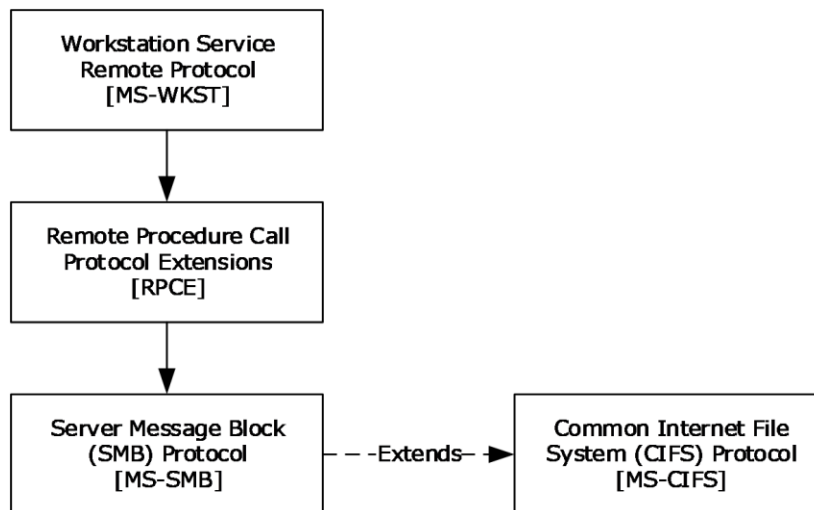 Workstation Service
Remote Protocol
[MS-WKST]
Remote Procedure Call
Protocol Extensions
[RPCE]
Server Message Block
(SMB) Protocol
[MS-SMB]
Extends
Common Internet File
System (CIFS) Protocol
[MS-CIFS]